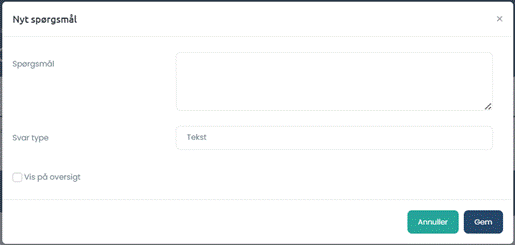 Nyt spørgsmål
×
Spørgsmål
Svar type
Tekst
Vis på oversigt
Annuller
Gem